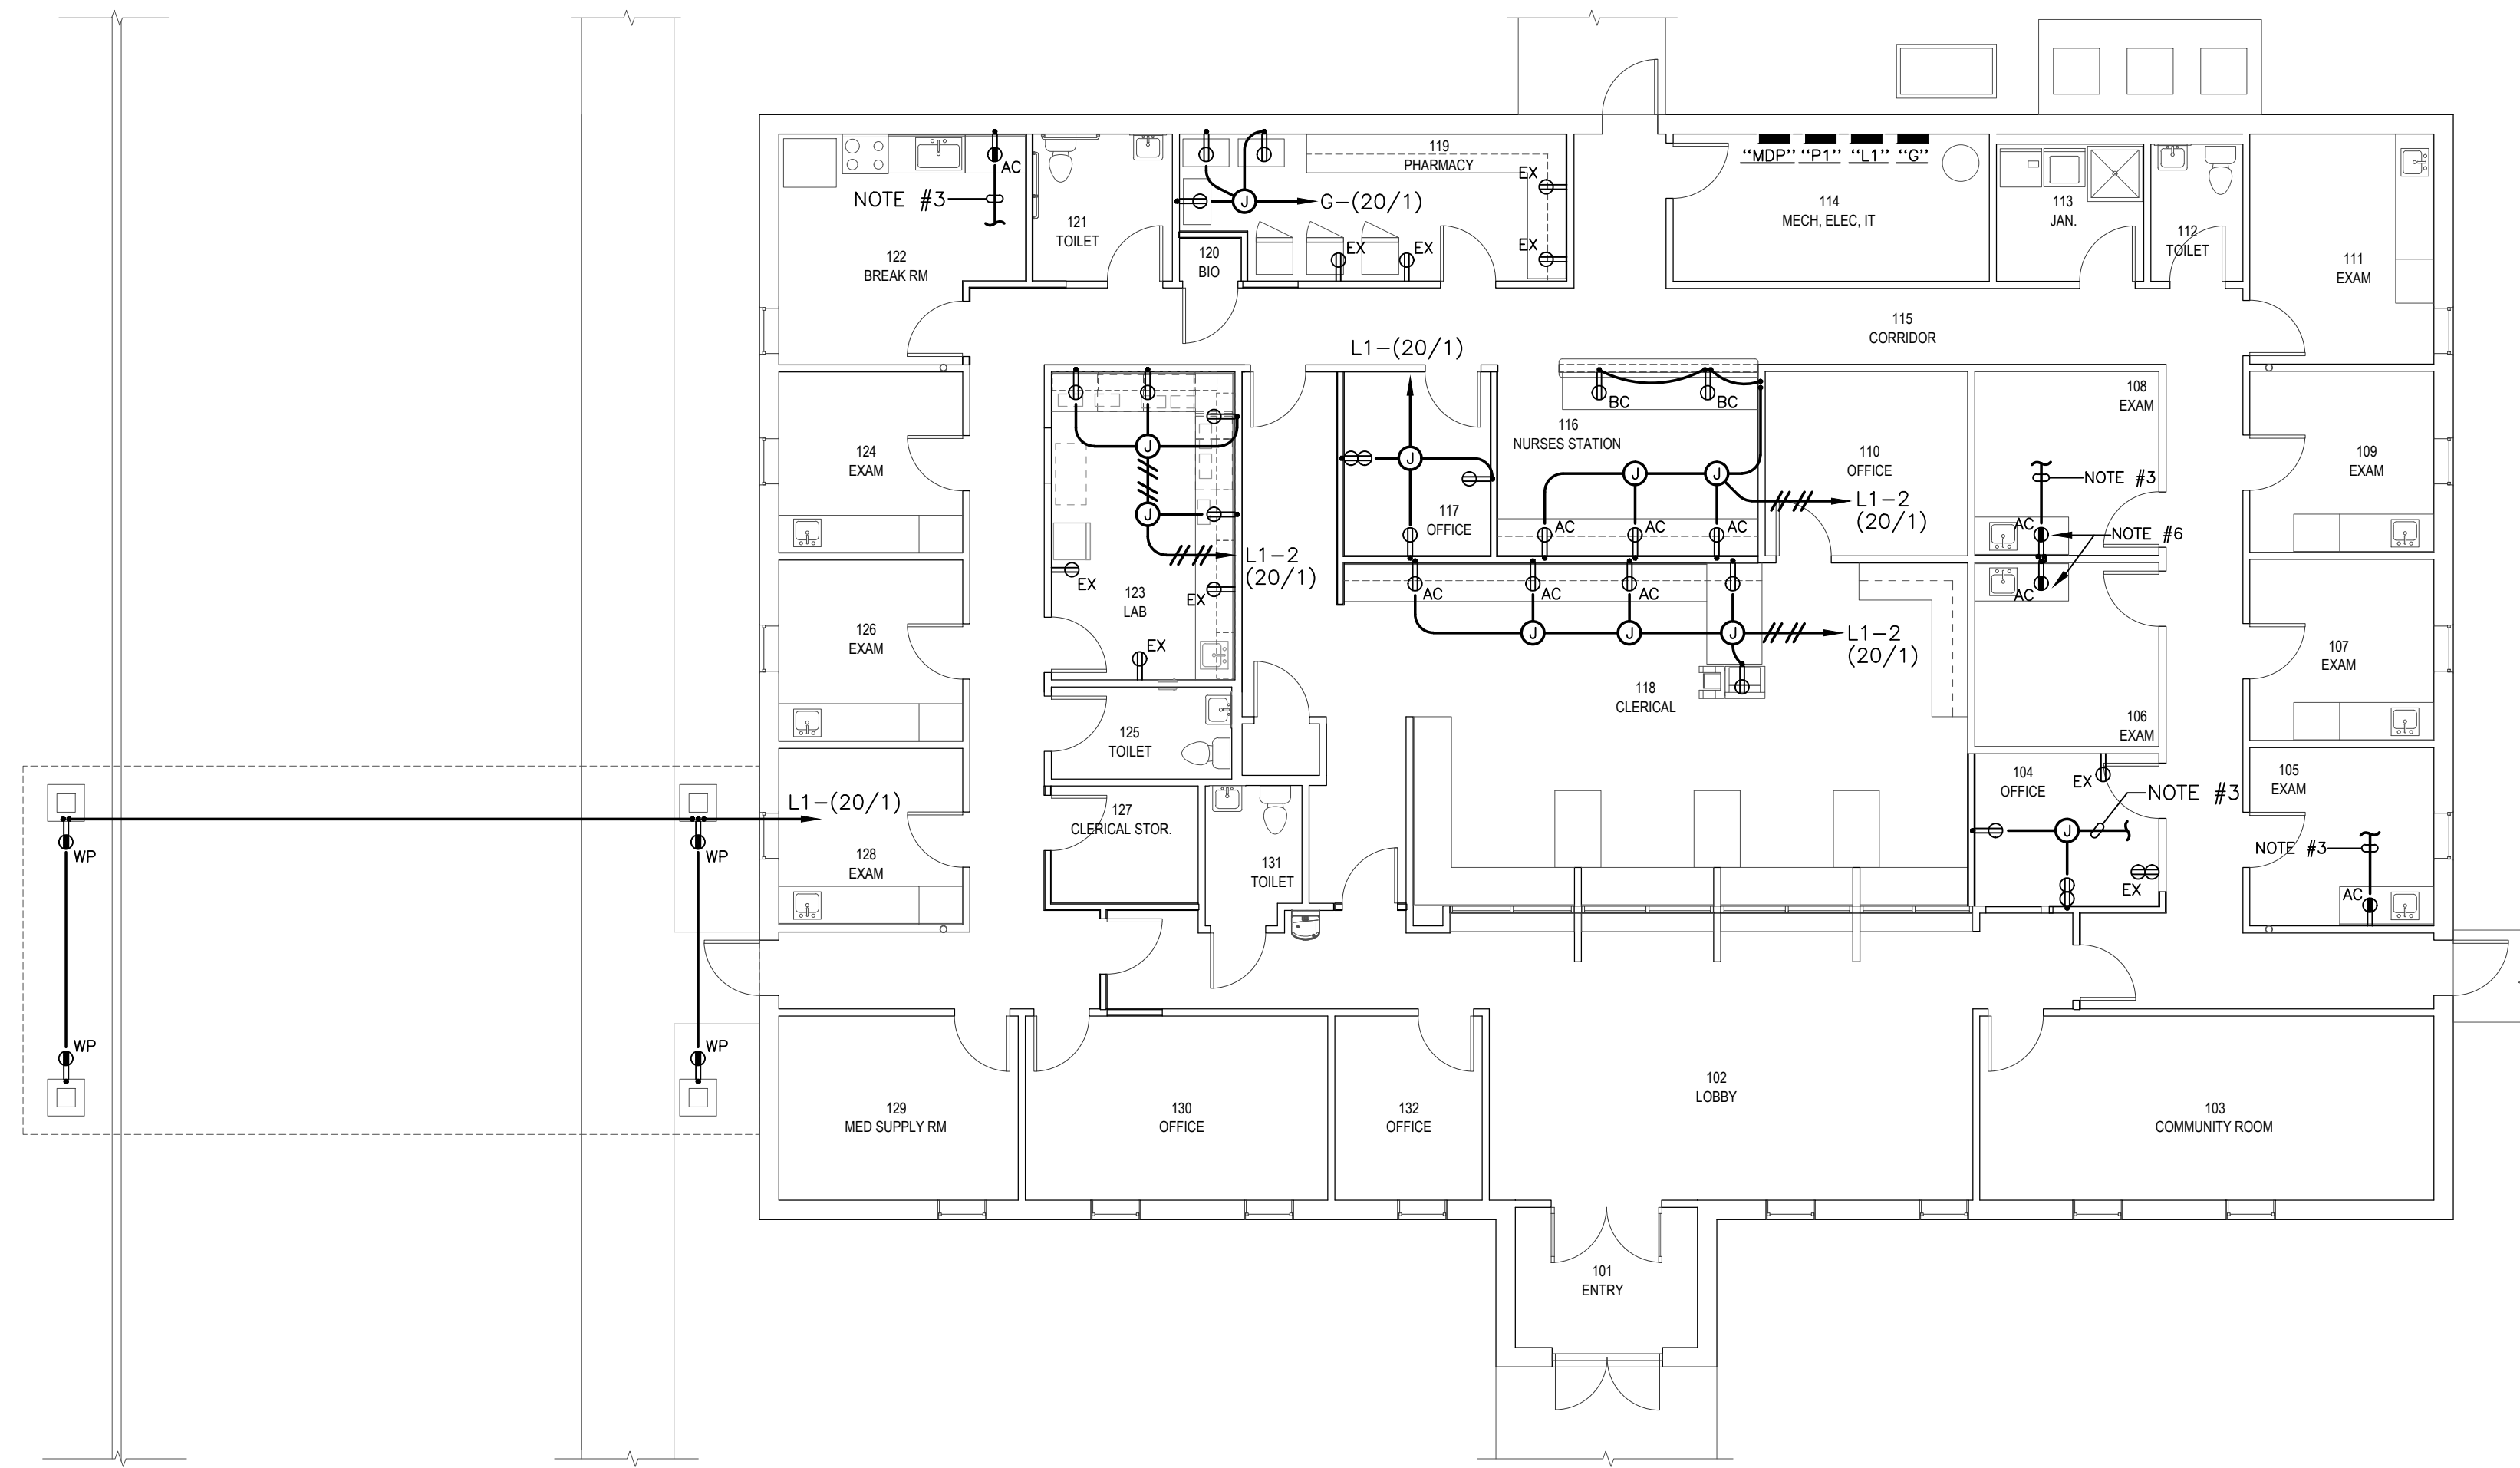 119
PHARMACY
“MDP” “P1” “L1” “G”
AC
EX
NOTE #3
G-(20/1)
J
114
MECH, ELEC, IT
113
JAN.
121
TOILET
112
TOILET
122
BREAK RM
120
BIO
EX
EX
EX
111
EXAM
115
CORRIDOR
L1-(20/1)
108
EXAM
BC
BC
116
NURSES STATION
124
EXAM
J
J
110
OFFICE
109
EXAM
J
J
NOTE #3
L1-2
(20/1)
117
OFFICE
J
AC
AC
AC
AC
NOTE #6
L1-2
(20/1)
EX
123
LAB
EX
AC
AC
AC
AC
126
EXAM
J
J
J
L1-2
(20/1)
EX
107
EXAM
118
CLERICAL
106
EXAM
125
TOILET
104
OFFICE
EX
105
EXAM
NOTE #3
L1-(20/1)
127
CLERICAL STOR.
J
WP
WP
128
EXAM
131
TOILET
NOTE #3
EX
AC
WP
WP
129
MED SUPPLY RM
130
OFFICE
132
OFFICE
102
LOBBY
103
COMMUNITY ROOM
101
ENTRY